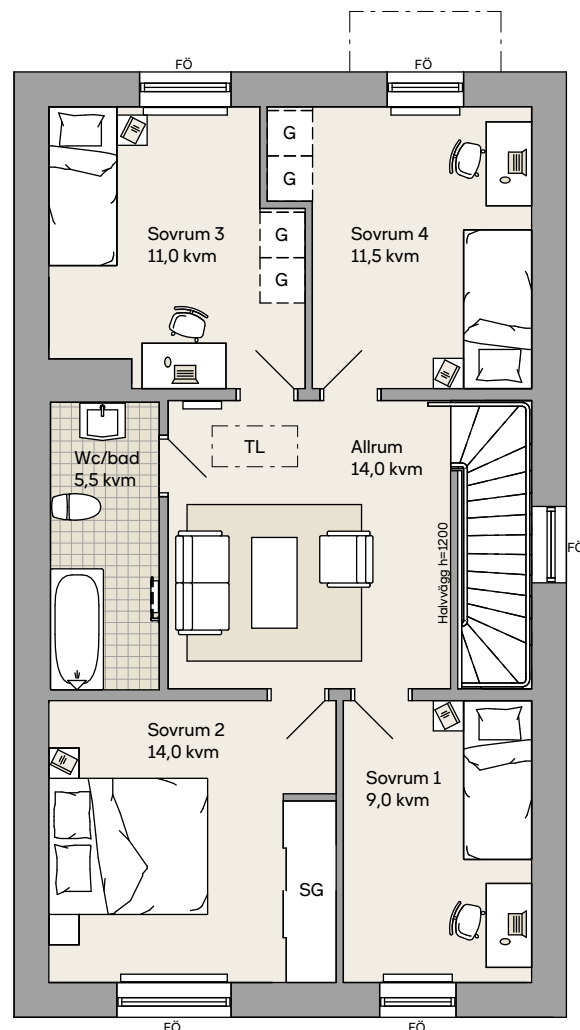 FÖ
FÖ
G
G
Sovrum 3
11,0 kvm
G
G
Sovrum 4
11,5 kvm
TL
Allrum
14,0 kvm
Wc/bad
5,5 kvm
Halvvägg h=1200
FÖ
Sovrum 2
14,0 kvm
Sovrum 1
9,0 kvm
SG
FÖ
FÖ